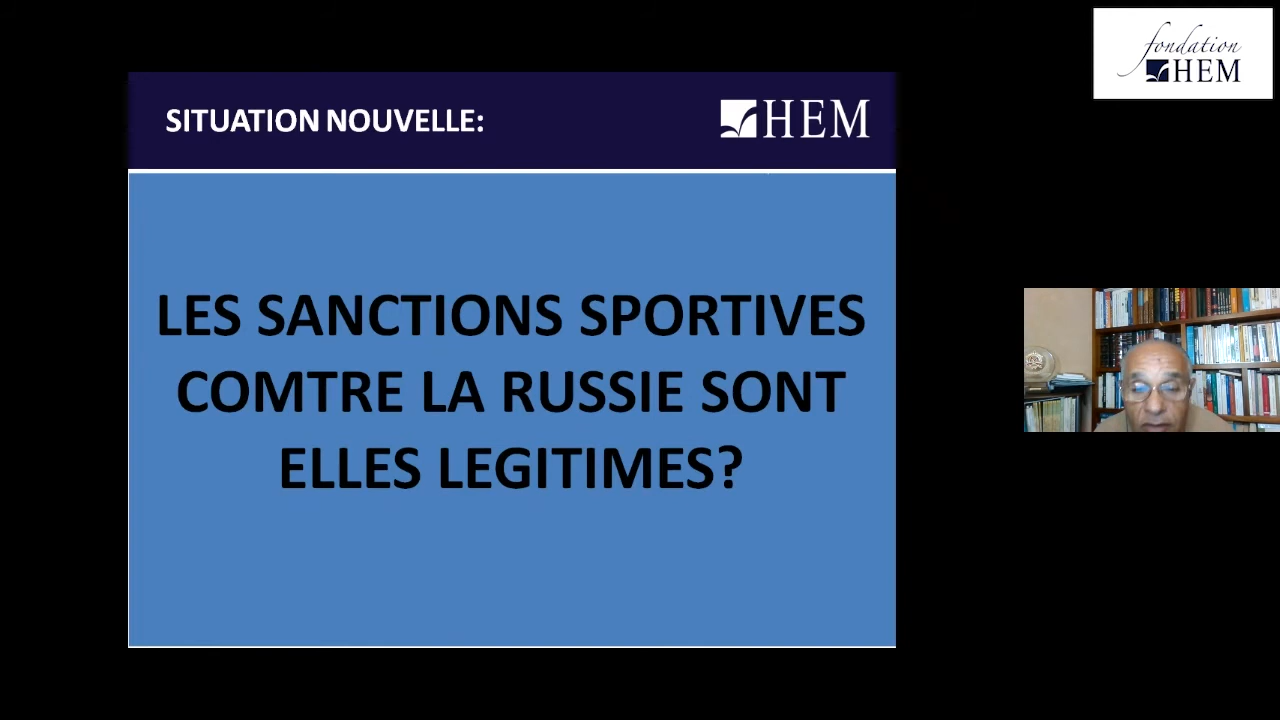 fondation
HEM
SITUATION NOUVELLE:
HEM
LES SANCTIONS SPORTIVES
COMTRE LA RUSSIE SONT
ELLES LEGITIMES?